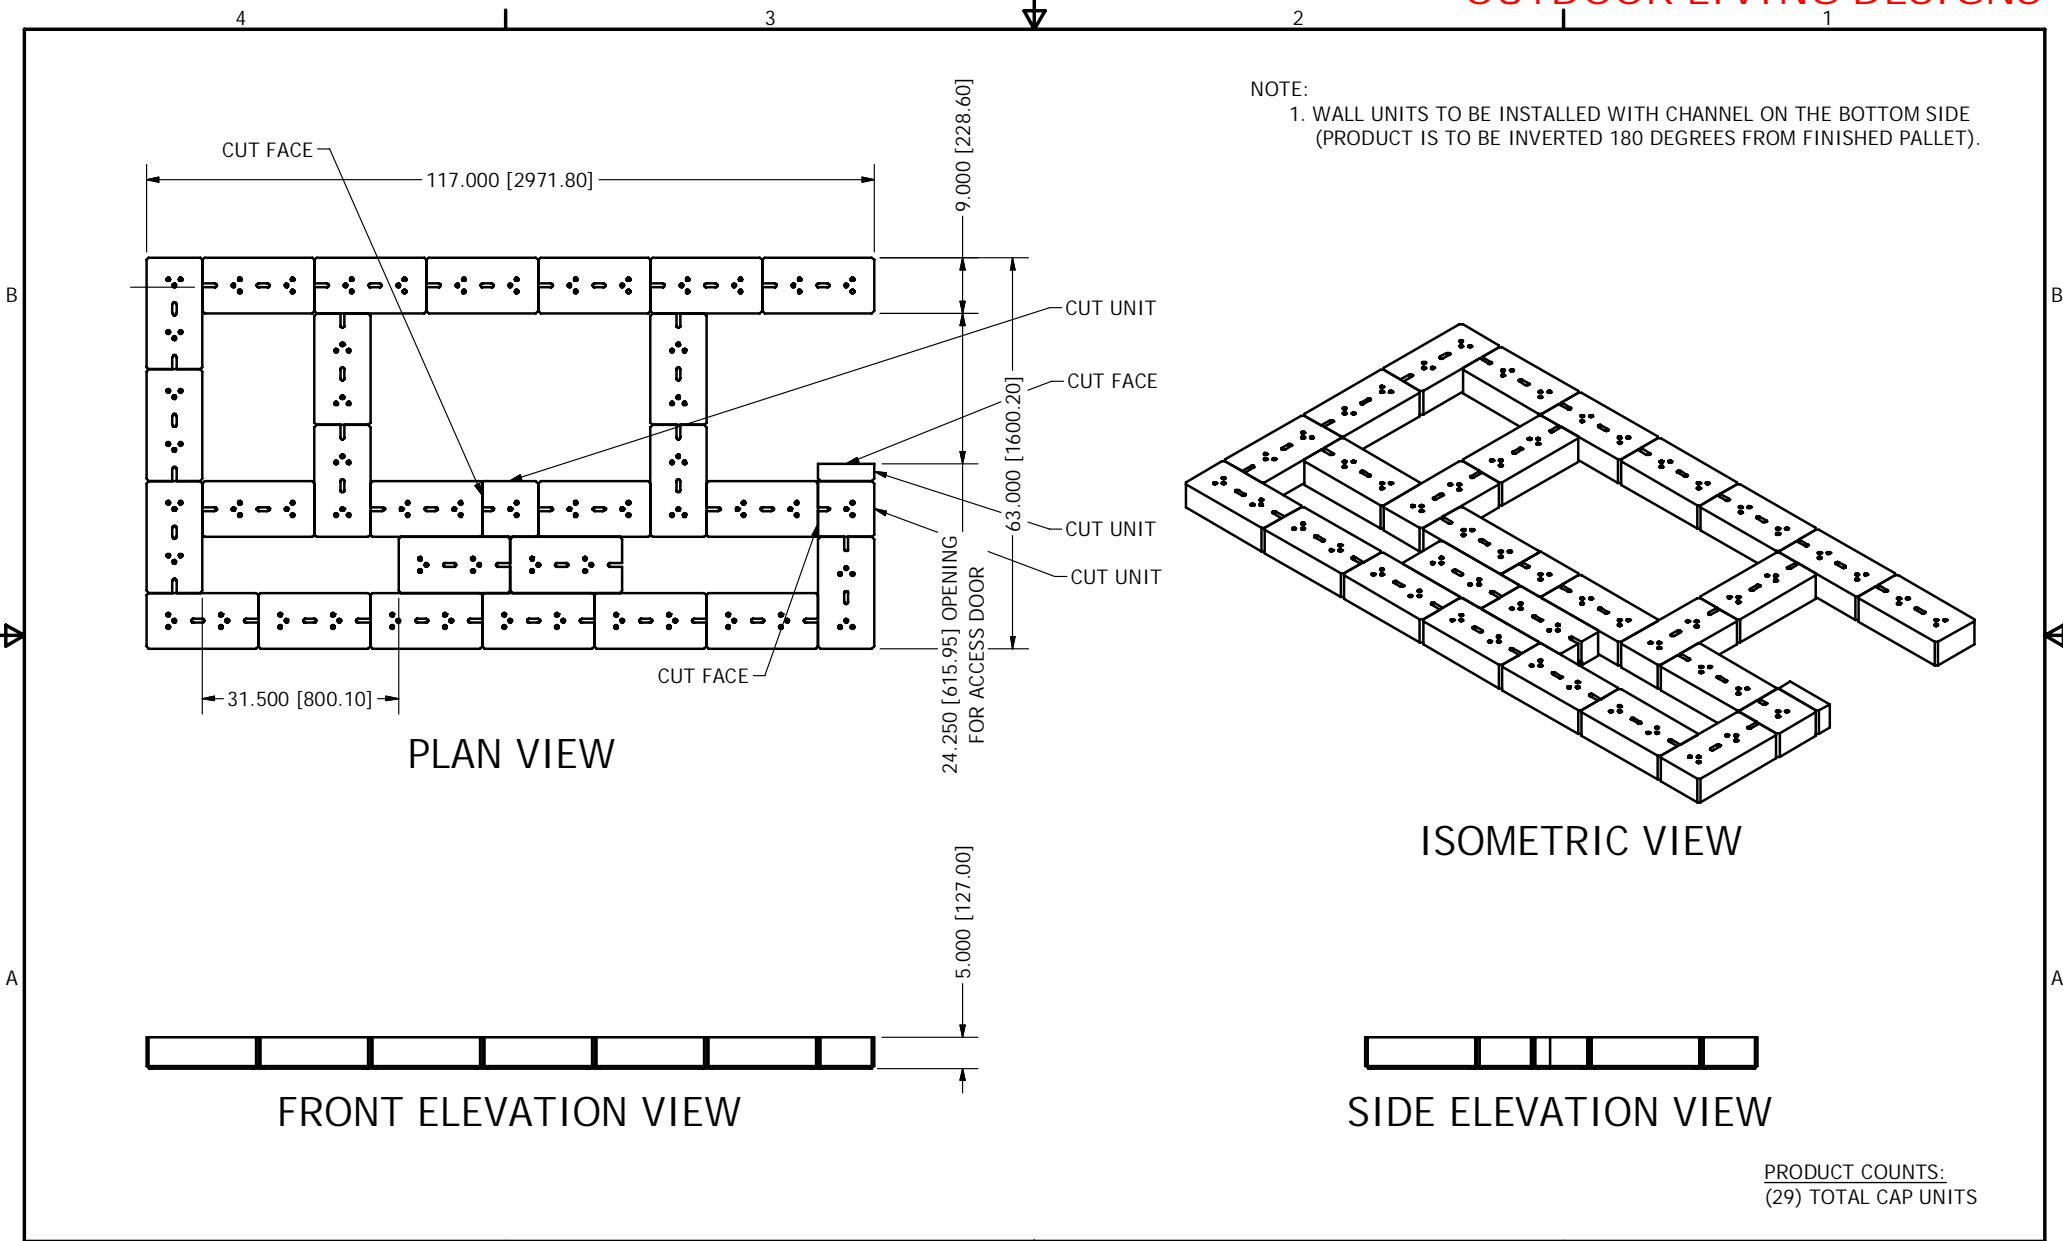 OUTDOOR LIVING DESIGNS
4
3
2
1
NOTE:
1. WALL UNITS TO BE INSTALLED WITH CHANNEL ON THE BOTTOM SIDE
(PRODUCT IS TO BE INVERTED 180 DEGREES FROM FINISHED PALLET).
CUT FACE
117.000 [2971.80]
9.000 [228.60]
B
B
CUT UNIT
CUT FACE
63.000 [1600.20]
CUT UNIT
CUT UNIT
24.250 [615.95] OPENING
FOR ACCESS DOOR
CUT FACE
31.500 [800.10]
PLAN VIEW
ISOMETRIC VIEW
5.000 [127.00]
A
A
FRONT ELEVATION VIEW
SIDE ELEVATION VIEW
PRODUCT COUNTS:
(29) TOTAL CAP UNITS